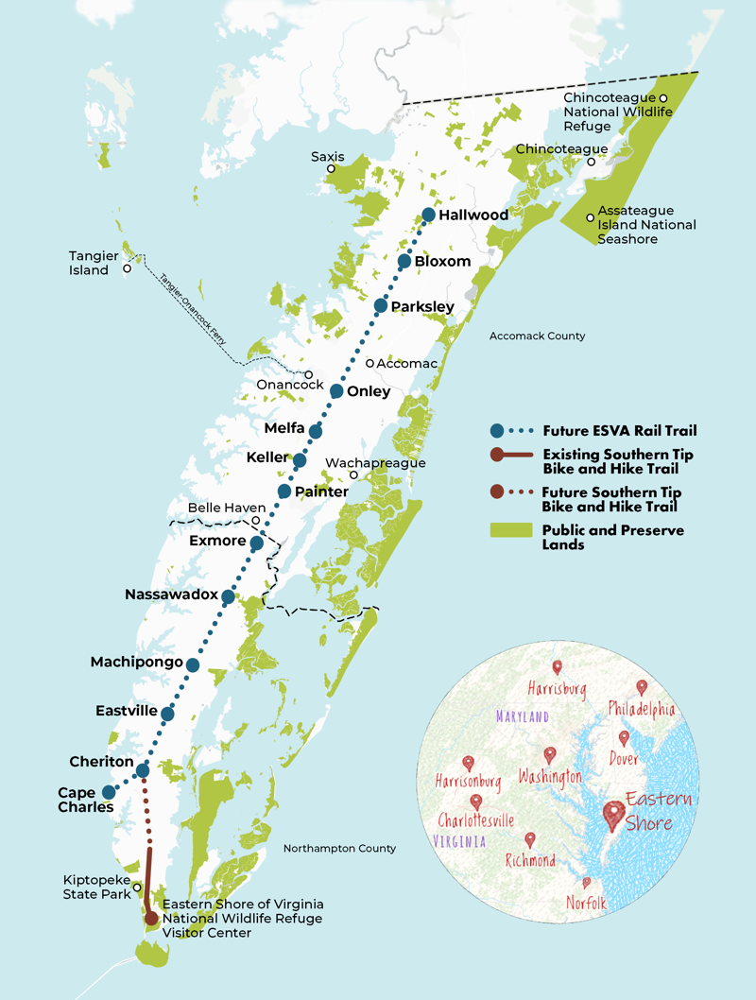 Chincoteague
National Wildlife
Refuge
Chincoteague
Saxis
Assateague
Island National
Seashore
Hallwood
Tangier
Island
Bloxom
Tangier-Onancock Ferry
Parksley
Accomack County
Accomac
Onancock
Onley
Melfa
Keller
Wachapreague
Painter
Belle Haven
Exmore
Nassawadox
Machipongo
Eastville
Cheriton
Cape
Charles
Northampton County
Kiptopeke
State Park
Eastern Shore of Virginia
National Wildlife Refuge
Visitor Center
Future ESVA Rail Trail
Existing Southern Tip
Bike and Hike Trail
Future Southern Tip
Bike and Hike Trail
Public and Preserve
Lands
Harrisburg
Philadelphia
MARYLAND
Dover
Harrisonburg
Washington
Charlottesville
Eastern
Shore
VIRGINIA
Richmond
Norfolk